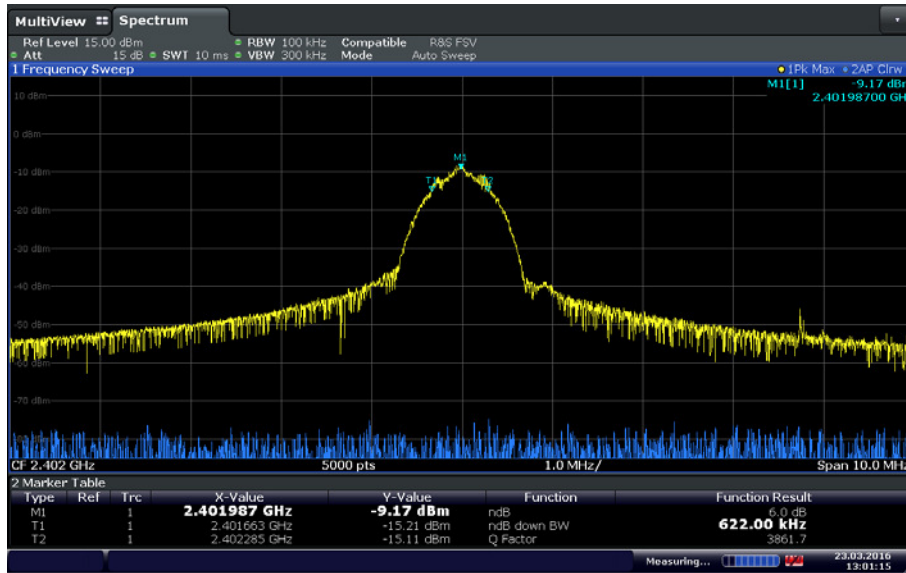 MultiView Spectrum
Ref Level 15.00 dBm RBW 100 kHz Compatible R&S FSV
Att 15 dB SWT 10 ms VBW 300 kHz Mode Auto Sweep
1 Frequency Sweep 1Pk Max 2AP Clrw
M1[1] -9.17 dBm
2.40198700 GH
10 dBm
0 dBm
M1
-10 dBm
T1
-20 dBm
-30 dBm
-40 dBm
-50 dBm
-60 dBm
-70 dBm
CF 2.402 GHz 5000 pts 1.0 MHz/ Span 10.0 MHz
2 Marker Table
Type Ref Trc X-Value Y-Value Function Function Result
M1 1 2.401987 GHz -9.17 dBm ndB 6.0 dB
T1 1 2.401663 GHz -15.21 dBm ndB down BW 622.00 kHz
T2 1 2.402285 GHz -15.11 dBm Q Factor 3861.7
Measuring... 23.03.2016
13:01:15